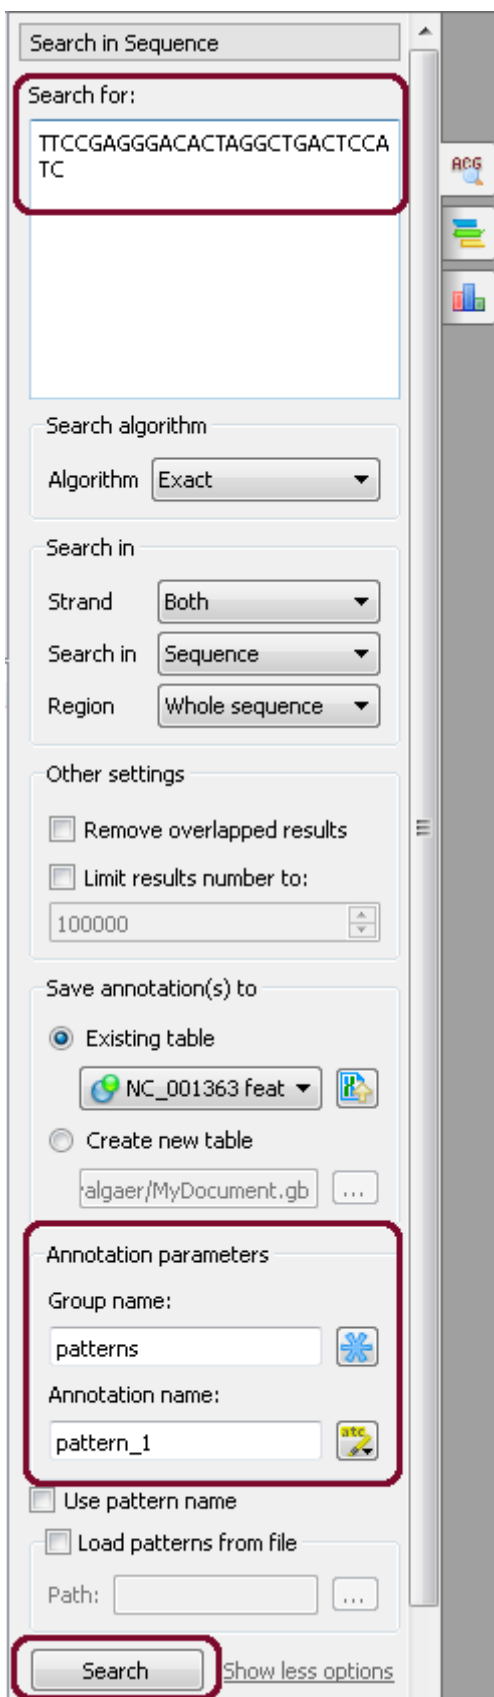 Search in Sequence
Search for:
TTCCGAGGGACACTAGGCTGACTCCA
TC
ACG
Search algorithm
Algorithm Exact
Search in
Strand Both
Search in Sequence
Region Whole sequence
Other settings
Remove overlapped results
Limit results number to:
100000
Save annotation(s) to
Existing table
NC_001363 feat
Create new table
algaer/MyDocument.gb ...
Annotation parameters
Group name:
patterns
Annotation name:
pattern_1 atc
Use pattern name
Load patterns from file
Path: ...
Search Show less options